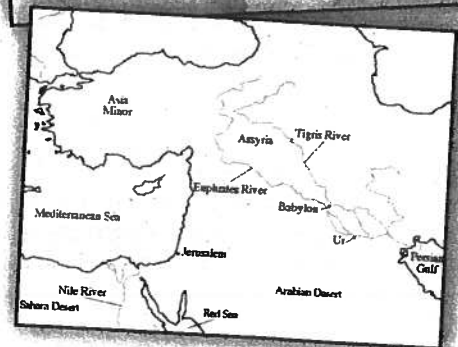 Asia
Minor
Assyria
Tigris River
Euphrates River
Babylon
Mediterranean Sea
Ur
Jerusalem
Persian
Gulf
Nile River
Arabian Desert
Sahara Desert
Red Sea